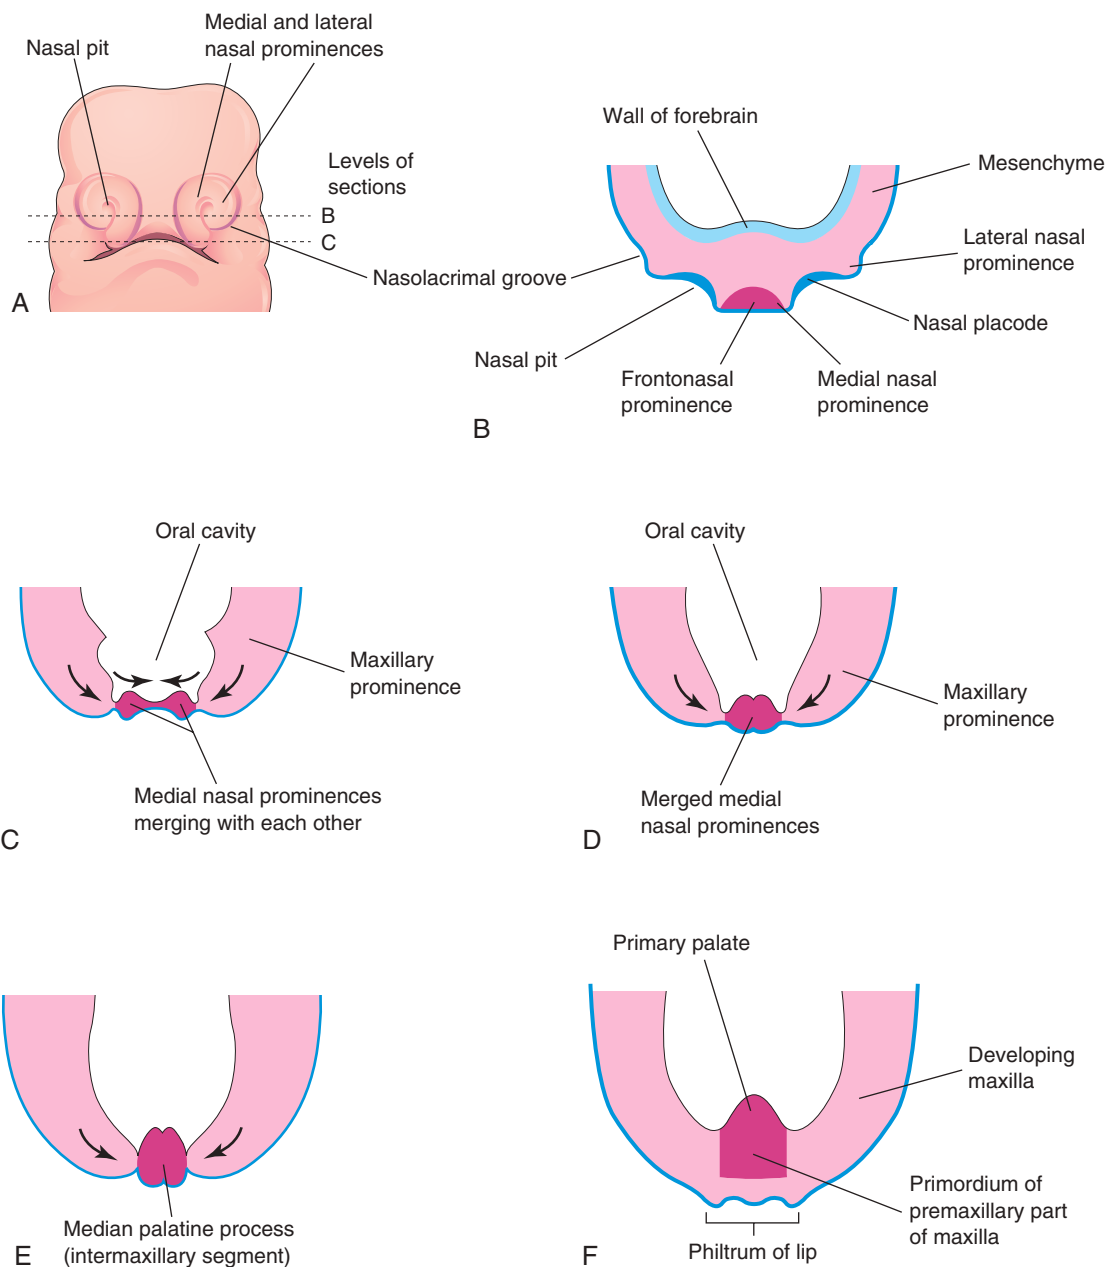 Nasal pit
Medial and lateral
nasal prominences
Levels of
sections
B
C
Nasolacrimal groove
A
Wall of forebrain
Mesenchyme
Lateral nasal
prominence
Nasal placode
Nasal pit
Frontonasal
prominence
Medial nasal
prominence
B
Oral cavity
Maxillary
prominence
Medial nasal prominences
merging with each other
C
Oral cavity
Maxillary
prominence
Merged medial
nasal prominences
D
Median palatine process
(intermaxillary segment)
E
Primary palate
Developing
maxilla
Primordium of
premaxillary part
of maxilla
Philtrum of lip
F